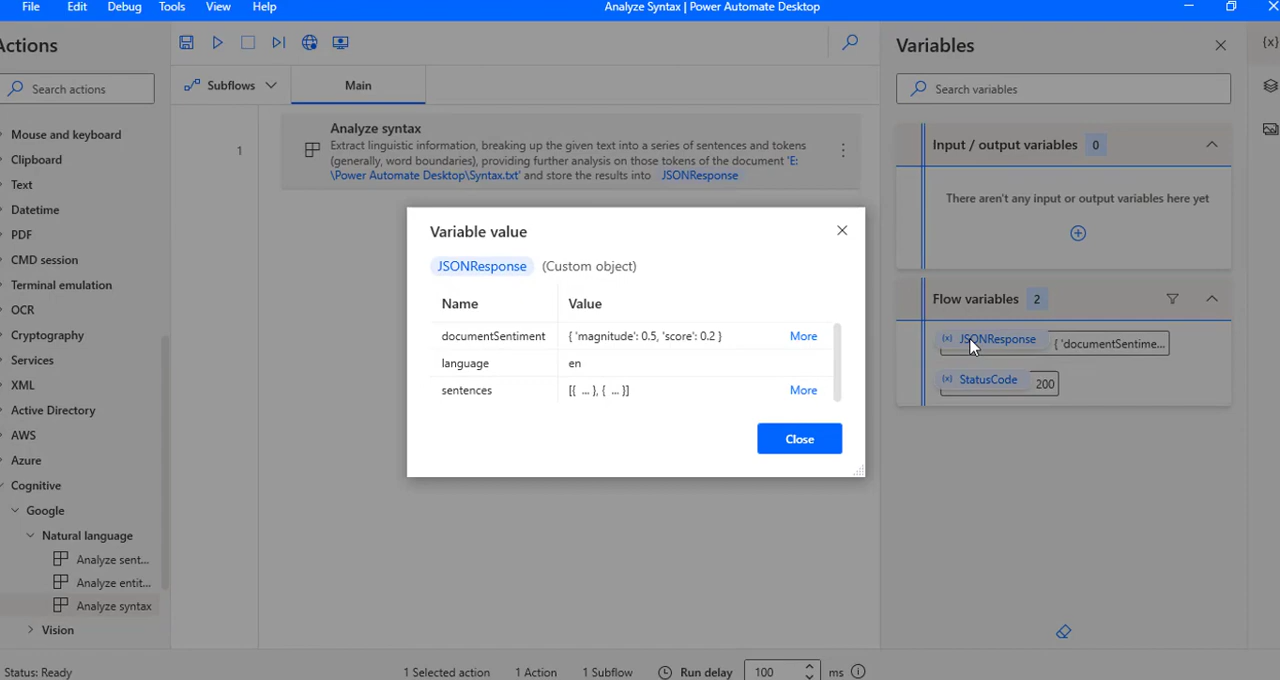 File Edit Debug Tools View Help
Analyze Syntax | Power Automate Desktop
Actions
Search actions
Mouse and keyboard
Clipboard
Text
Datetime
PDF
CMD session
Terminal emulation
OCR
Cryptography
Services
XML
Active Directory
AWS
Azure
Cognitive
Google
Natural language
Analyze sent...
Analyze entit...
Analyze syntax
Vision
Subflows
Main
1
Analyze syntax
Extract linguistic information, breaking up the given text into a series of sentences and tokens
(generally, word boundaries), providing further analysis on those tokens of the document 'E:
\Power Automate Desktop\Syntax.txt' and store the results into JSONResponse
Variable value
JSONResponse (Custom object)
Name Value
documentSentiment { 'magnitude': 0.5, 'score': 0.2 } More
language en
sentences [{ ... }, { ... }] More
Close
Variables
{x}
Search variables
Input / output variables 0
There aren't any input or output variables here yet
Flow variables 2
(x) JSONResponse { 'documentSentime...
(x) StatusCode 200
Status: Ready
1 Selected action
1 Action
1 Subflow
Run delay 100 ms